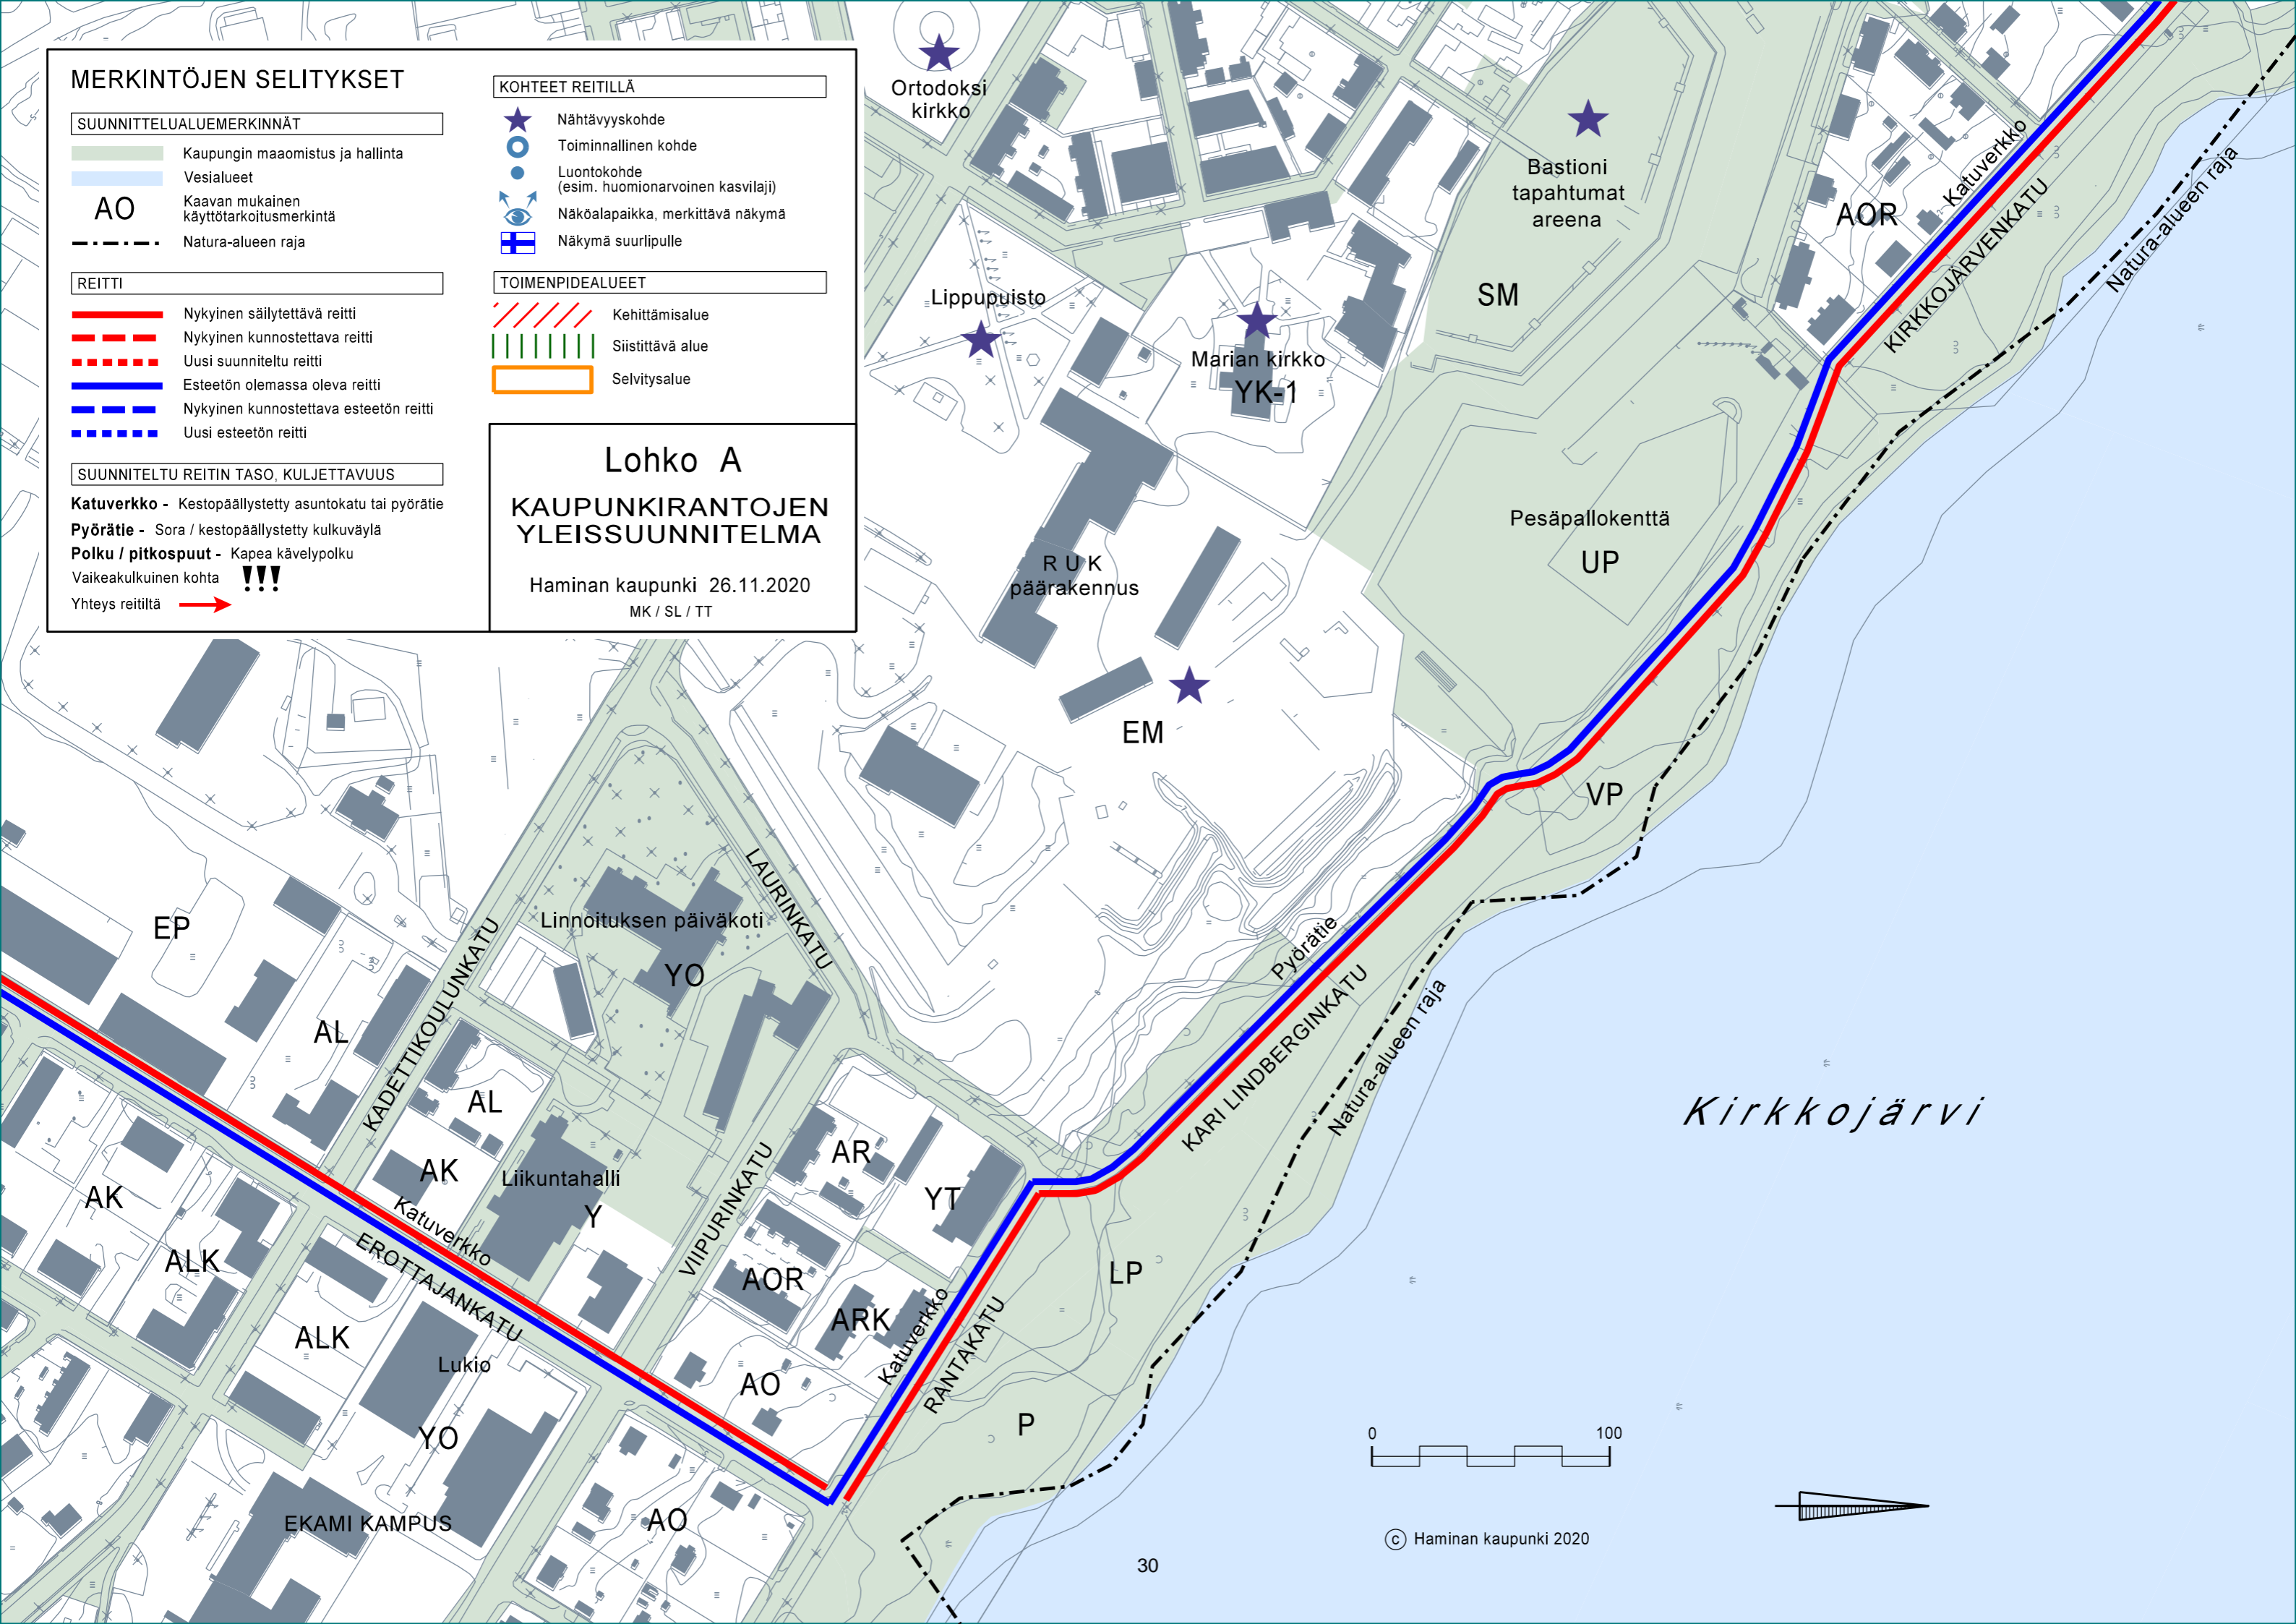 MERKINTÖJEN SELITYKSET
SUUNNITTELUALUEMERKINNÄT
Kaupungin maaomistus ja hallinta
Vesialueet
AO
Kaavan mukainen
käyttötarkoitusmerkintä
Natura-alueen raja
REITTI
Nykyinen säilytettävä reitti
Nykyinen kunnostettava reitti
Uusi suunniteltu reitti
Esteetön olemassa oleva reitti
Nykyinen kunnostettava esteetön reitti
Uusi esteetön reitti
SUUNNITELTU REITIN TASO, KULJETTAVUUS
Katuverkko - Kestopäällystetty asuntokatu tai pyörätie
Pyörätie - Sora / kestopäällystetty kulkuväylä
Polku / pitkospuut - Kapea kävelypolku
Vaikeakulkuinen kohta !!!
Yhteys reitiltä
KOHTEET REITILLÄ
Nähtävyyskohde
Toiminnallinen kohde
Luontokohde
(esim. huomionarvoinen kasvilaji)
Näköalapaikka, merkittävä näkymä
Näkymä suurlipulle
TOIMENPIDEALUEET
Kehittämisalue
Siistittävä alue
Selvitysalue
Lohko A
KAUPUNKIRANTOJEN
YLEISSUUNNITELMA
Haminan kaupunki 26.11.2020
MK / SL / TT
Ortodoksi
kirkko
Bastioni
tapahtumat
areena
SM
AOR
Katuverkko
KIRKKOJÄRVENKATU
Natura-alueen raja
Lippupuisto
Marian kirkko
YK-1
Pesäpallokenttä
UP
R U K
päärakennus
EM
VP
LAURINKATU
Linnoituksen päiväkoti
YO
EP
KADETTIKOULUNKATU
AL
AL
AK
Pyörätie
KARI LINDBERGINKATU
Natura-alueen raja
Kirkkojärvi
AK
ALK
Liikuntahalli
Y
Katuverkko
EROTTAJANKATU
VIIPURINKATU
AR
YT
AOR
ARK
Katuverkko
RANTAKATU
LP
ALK
Lukio
AO
YO
P
EKAMI KAMPUS
AO
0 100
c Haminan kaupunki 2020
30